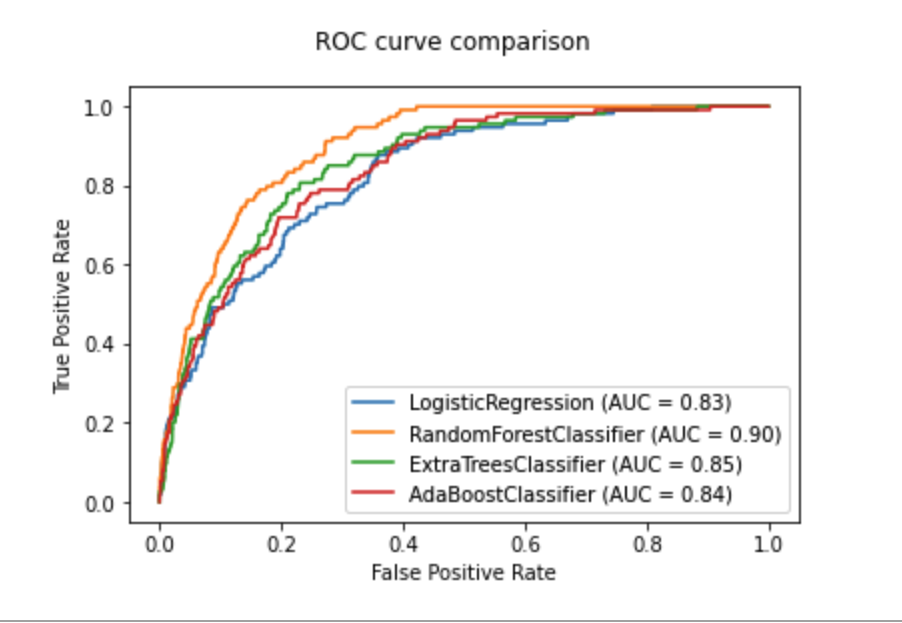 ROC curve comparison
1.0
0.8
0.6
0.4
0.2
0.0
True Positive Rate
LogisticRegression (AUC = 0.83)
RandomForestClassifier (AUC = 0.90)
ExtraTreesClassifier (AUC = 0.85)
AdaBoostClassifier (AUC = 0.84)
0.0 0.2 0.4 0.6 0.8 1.0
False Positive Rate